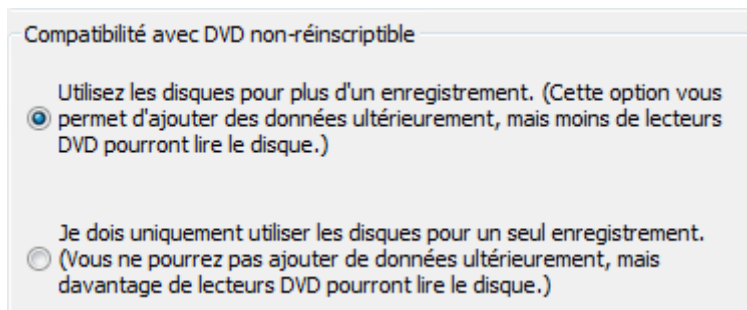 Compatibilité avec DVD non-réinscriptible
Utilisez les disques pour plus d'un enregistrement. (Cette option vous
permet d'ajouter des données ultérieurement, mais moins de lecteurs
DVD pourront lire le disque.)
Je dois uniquement utiliser les disques pour un seul enregistrement.
(Vous ne pourrez pas ajouter de données ultérieurement, mais
davantage de lecteurs DVD pourront lire le disque.)